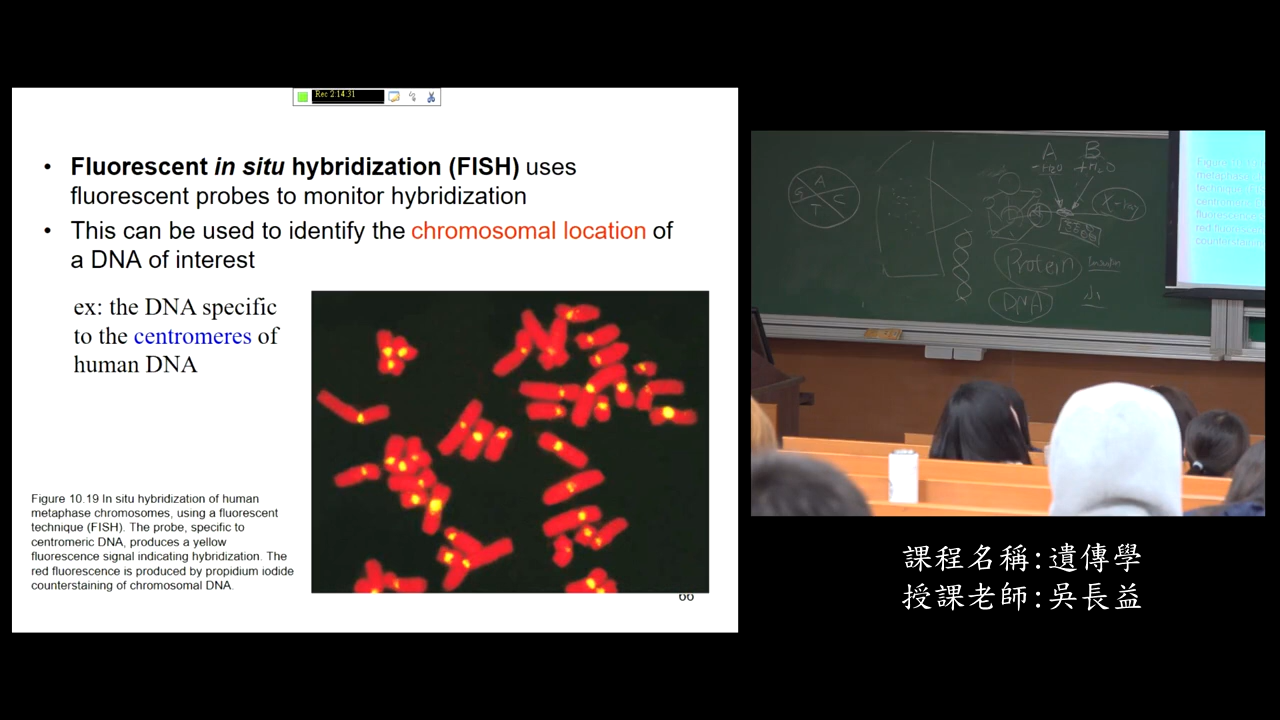 Rec 2:14:31
• Fluorescent in situ hybridization (FISH) uses
fluorescent probes to monitor hybridization
• This can be used to identify the chromosomal location of
a DNA of interest
ex: the DNA specific
to the centromeres of
human DNA
Figure 10.19 In situ hybridization of human
metaphase chromosomes, using a fluorescent
technique (FISH). The probe, specific to
centromeric DNA, produces a yellow
fluorescence signal indicating hybridization. The
red fluorescence is produced by propidium iodide
counterstaining of chromosomal DNA.
66
A B
-H2O +H2O
A
S C
T
X-ray
Protein
DNA
課程名稱:遺傳學
授課老師:吳長益